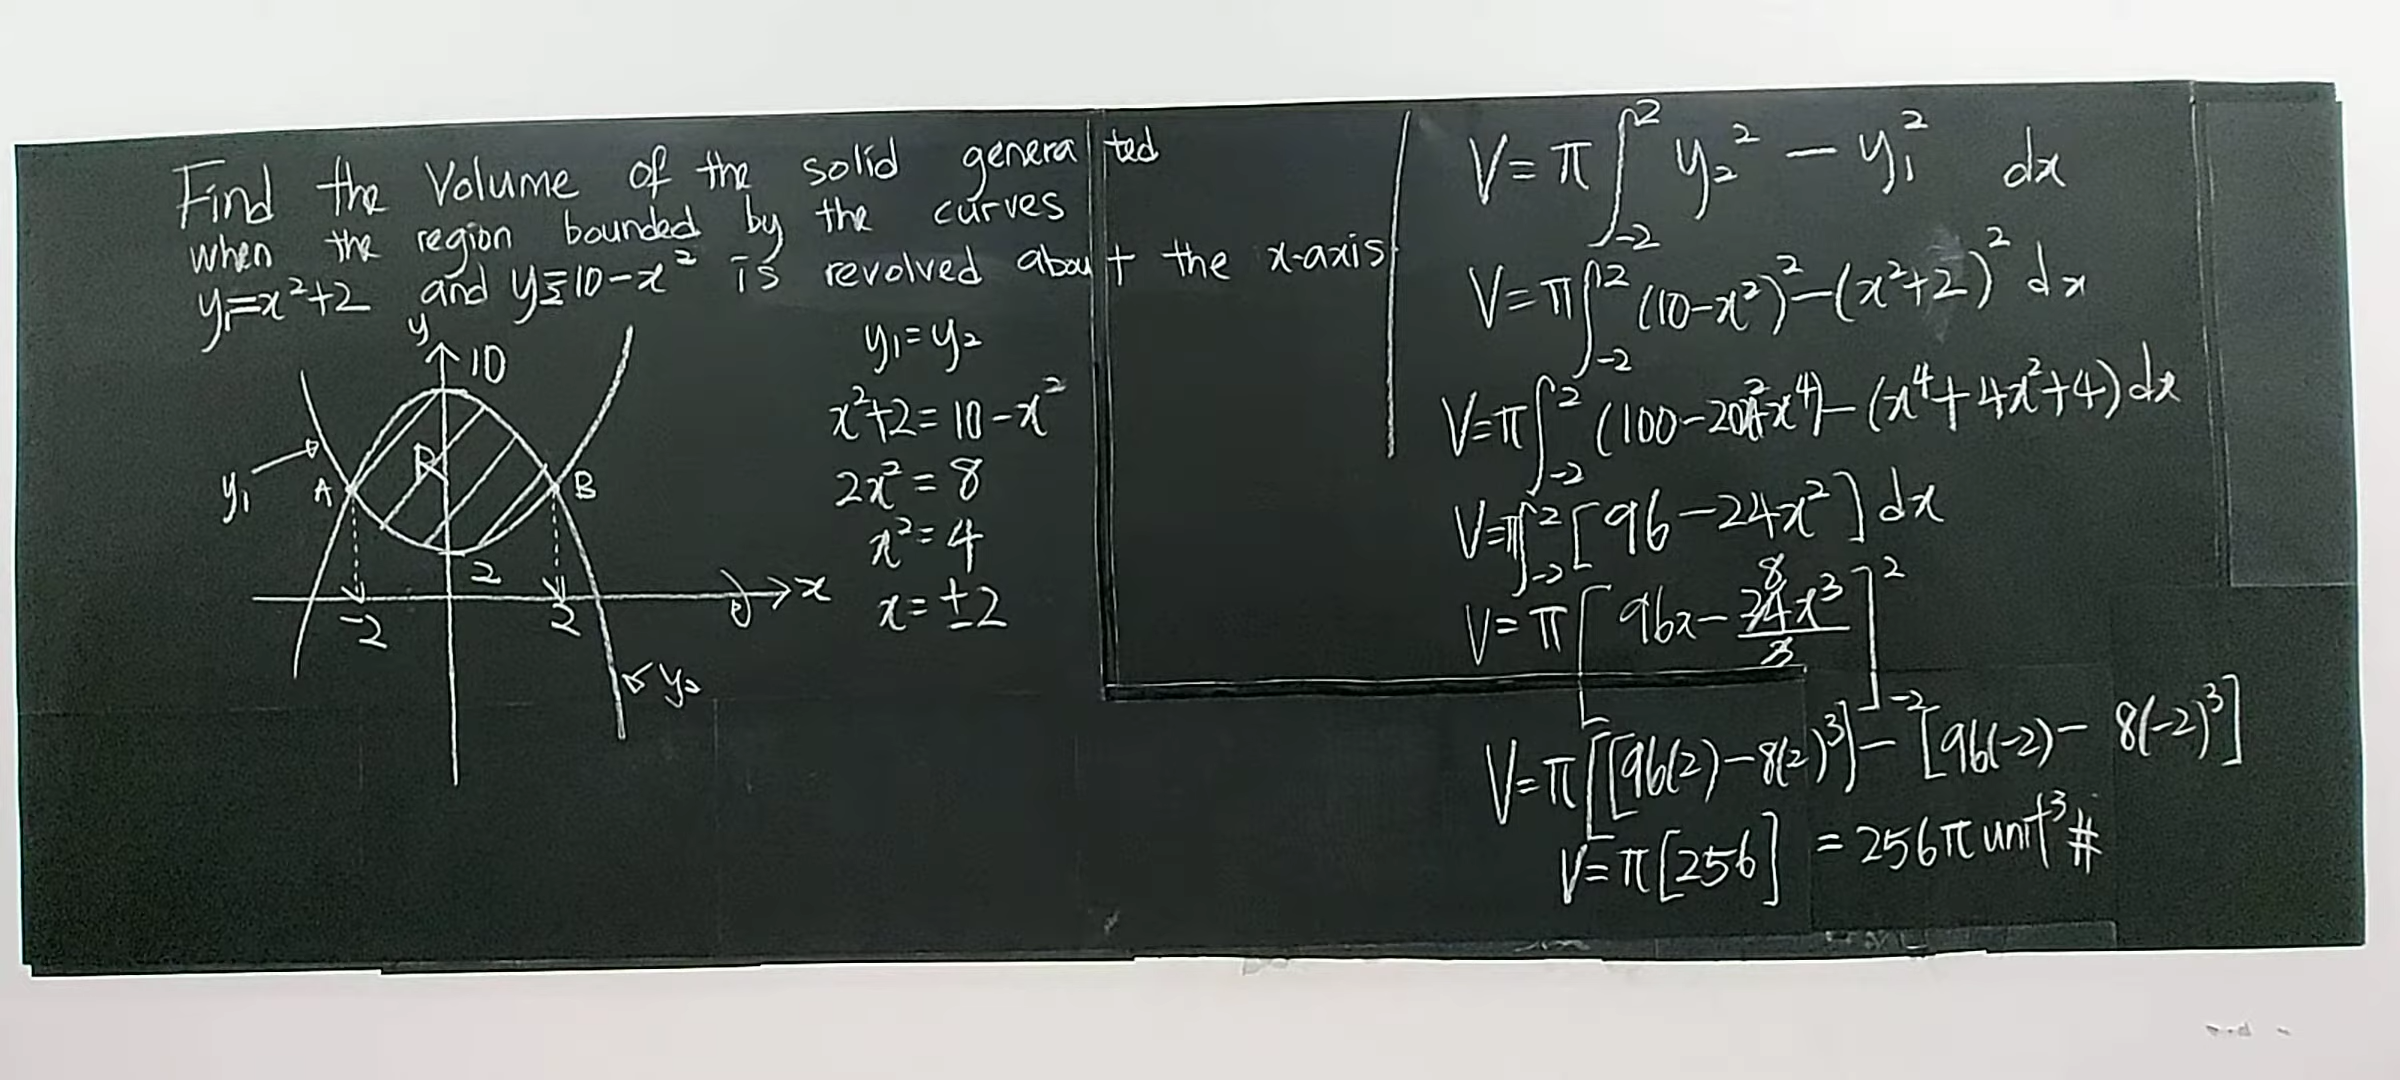 Find the Volume of the solid generated
when the region bounded by the curves
y₁=x²+2 and y₂=10-x² is revolved about the x-axis
y
10
R
y₁
A
B
2
x
-2
2
y₂
y₁=y₂
x²+2=10-x²
2x²=8
x²=4
x=±2
V=π∫₋₂² y₂²-y₁² dx
V=π∫₋₂² (10-x²)²-(x²+2)² dx
V=π∫₋₂² (100-20x²+x⁴)-(x⁴+4x²+4)dx
V=π∫₋₂² [96-24x²]dx
8
V=π[96x-24x³/3]₋₂²
V=π[[96(2)-8(2)³]-[96(-2)-8(-2)³]
V=π[256] =256π unit³#